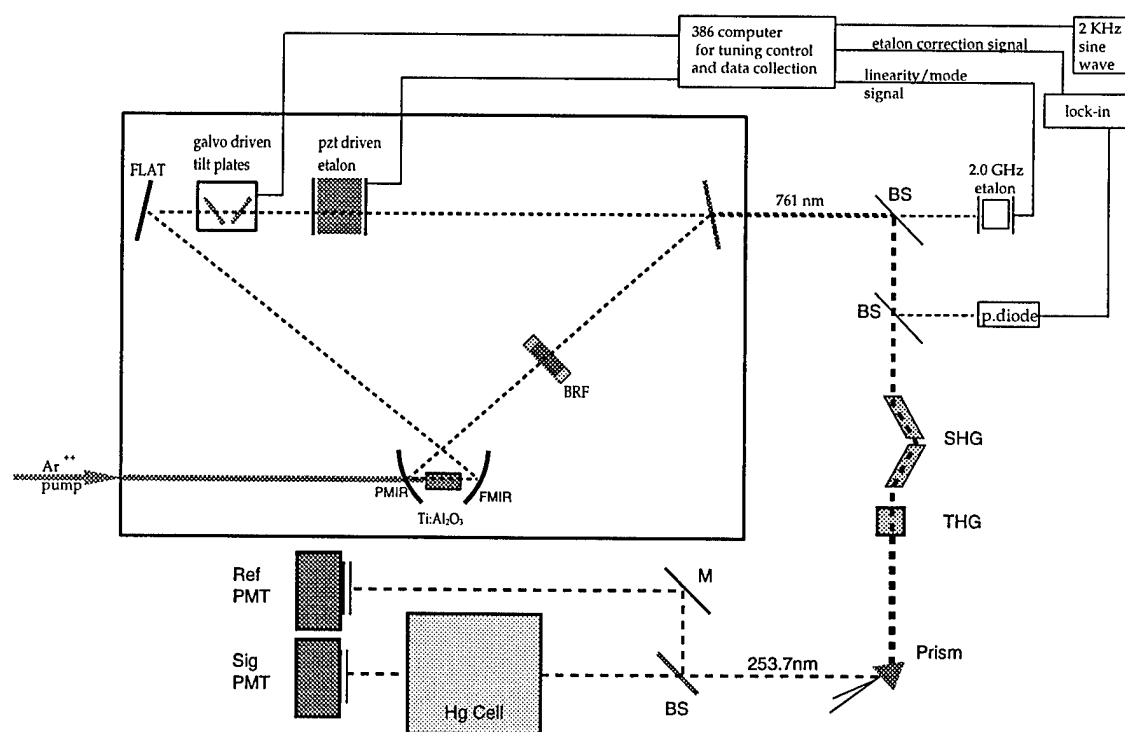 386 computer
for tuning control
and data collection
etalon correction signal
2 KHz
sine
wave
linearity/mode
signal
lock-in
galvo driven
tilt plates
pzt driven
etalon
FLAT
761 nm
BS
2.0 GHz
etalon
BS
p.diode
BRF
SHG
Ar ++
pump
PMIR
FMIR
Ti:Al₂O₃
THG
Ref
PMT
M
Sig
PMT
Hg Cell
BS
253.7nm
Prism